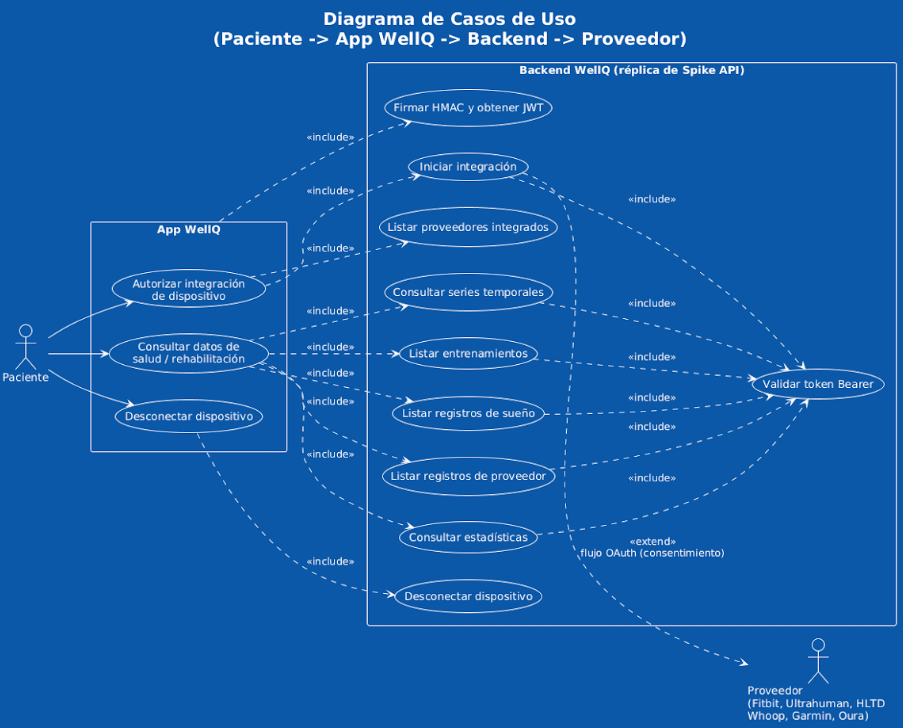 Diagrama de Casos de Uso
(Paciente -> App WellQ -> Backend -> Proveedor)
Backend WellQ (réplica de Spike API)
Firmar HMAC y obtener JWT
«include»
Iniciar integración
«include»
«include»
App WellQ
Listar proveedores integrados
«include»
Autorizar integración
de dispositivo
Consultar series temporales
«include»
«include»
Paciente
Consultar datos de
salud / rehabilitación
«include»
Listar entrenamientos
«include»
«include»
Validar token Bearer
Desconectar dispositivo
«include»
Listar registros de sueño
«include»
«include»
«include»
Listar registros de proveedor
«include»
Consultar estadísticas
«extend»
flujo OAuth (consentimiento)
«include»
Desconectar dispositivo
Proveedor
(Fitbit, Ultrahuman, HLTD
Whoop, Garmin, Oura)